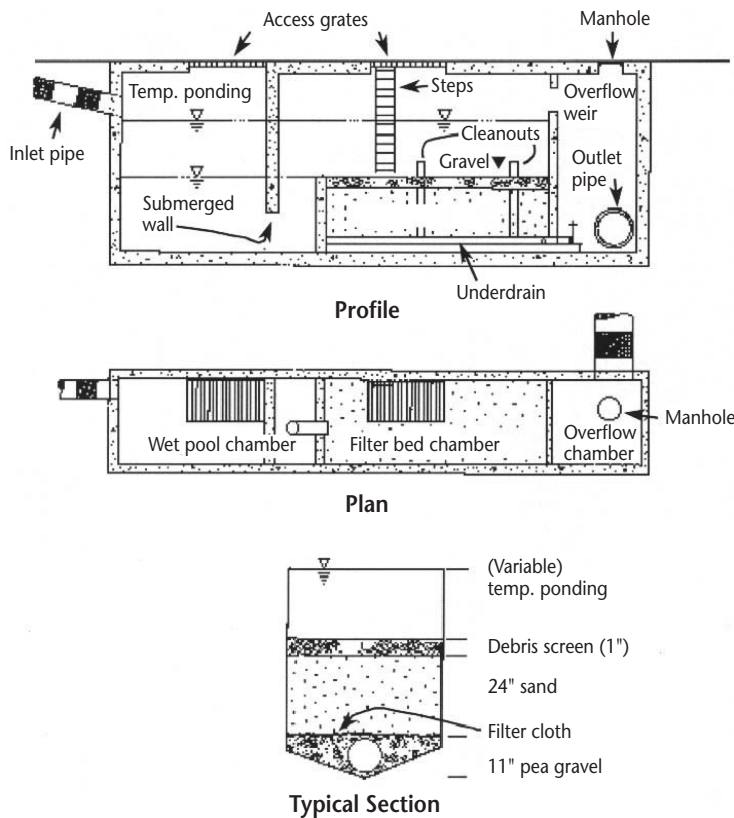 Access grates
Manhole
Temp. ponding
Steps
Overflow
weir
Inlet pipe
Cleanouts
Gravel
Outlet
pipe
Submerged
wall
Underdrain
Profile
Wet pool chamber
Filter bed chamber
Overflow
chamber
Manhole
Plan
(Variable)
temp. ponding
Debris screen (1")
24" sand
Filter cloth
11" pea gravel
Typical Section